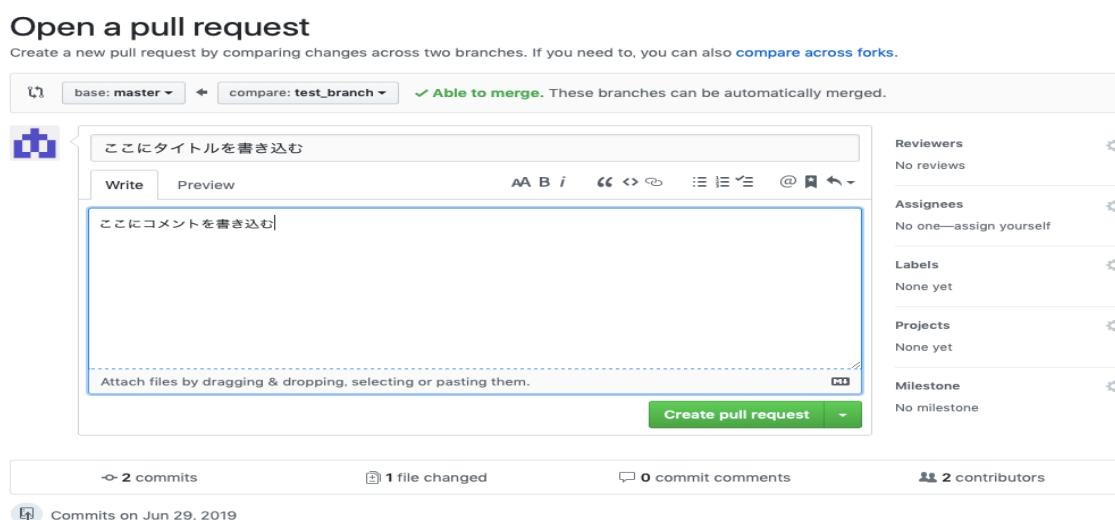 Open a pull request
Create a new pull request by comparing changes across two branches. If you need to, you can also compare across forks.
base: master compare: test_branch ✓ Able to merge. These branches can be automatically merged.
ここにタイトルを書き込む
Write Preview AA B i
ここにコメントを書き込む
Attach files by dragging & dropping, selecting or pasting them.
Create pull request
Reviewers
No reviews
Assignees
No one—assign yourself
Labels
None yet
Projects
None yet
Milestone
No milestone
2 commits 1 file changed 0 commit comments 2 contributors
Commits on Jun 29, 2019